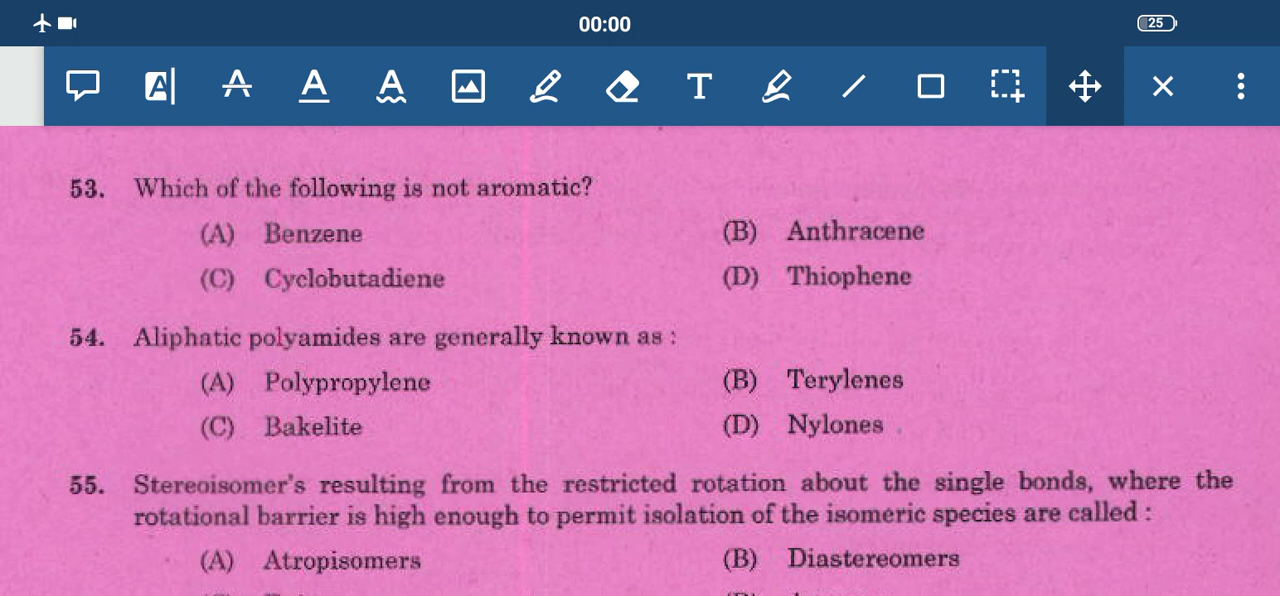 00:00
25
53. Which of the following is not aromatic?
(A) Benzene (B) Anthracene
(C) Cyclobutadiene (D) Thiophene
54. Aliphatic polyamides are generally known as :
(A) Polypropylene (B) Terylenes
(C) Bakelite (D) Nylones
55. Stereoisomer's resulting from the restricted rotation about the single bonds, where the
rotational barrier is high enough to permit isolation of the isomeric species are called :
(A) Atropisomers (B) Diastereomers